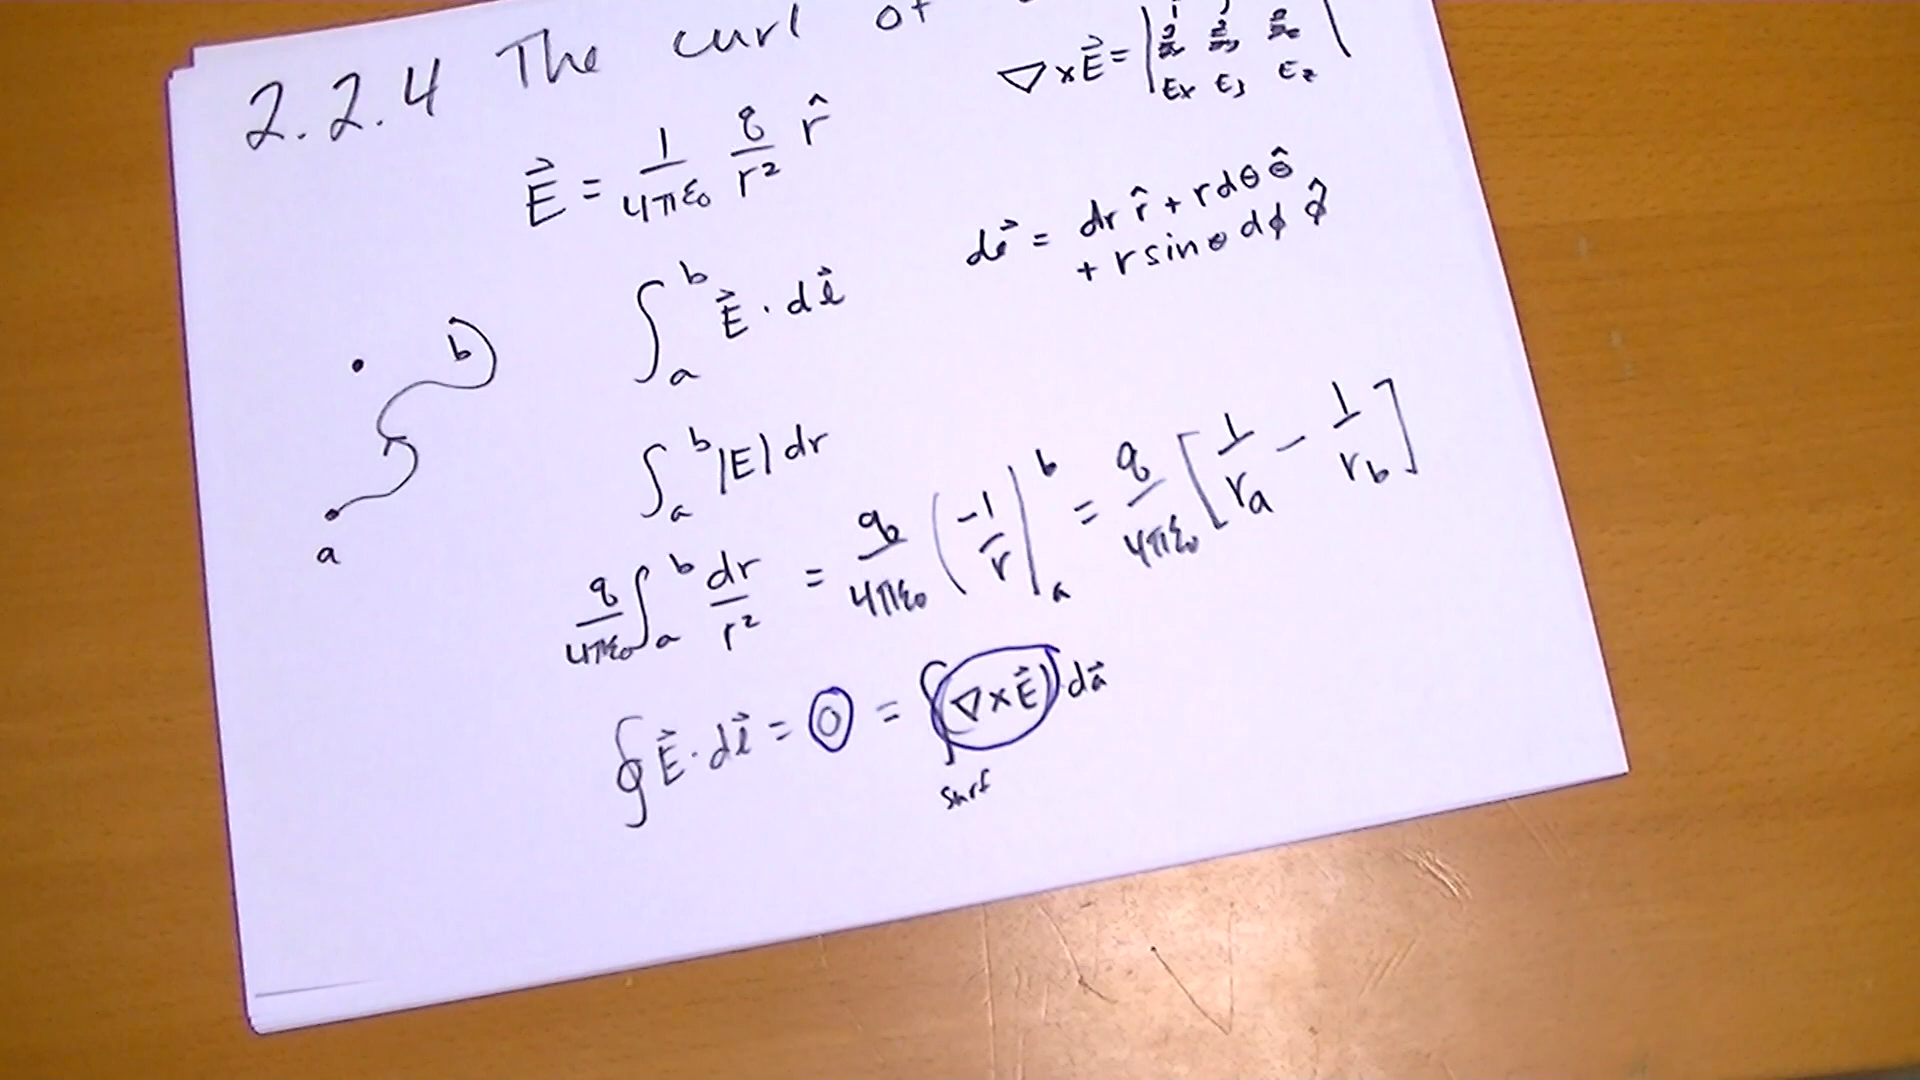 2.2.4 The curl of
∇×E⃗ = | ∂/∂x ∂/∂y ∂/∂z |
Ex Ey Ez
E⃗ = 1/4πε₀ q/r² r̂
dl⃗ = dr r̂ + r dθ θ̂
+ r sinθ dφ φ̂
∫ₐᵇ E⃗ · dl⃗
b
a
∫ₐᵇ |E| dr
q/4πε₀ ∫ₐᵇ dr/r² = q/4πε₀ (-1/r |ₐᵇ = q/4πε₀ [1/rₐ − 1/r_b]
∮ E⃗ · dl⃗ = 0 = ∫ (∇×E⃗) · da⃗
surf